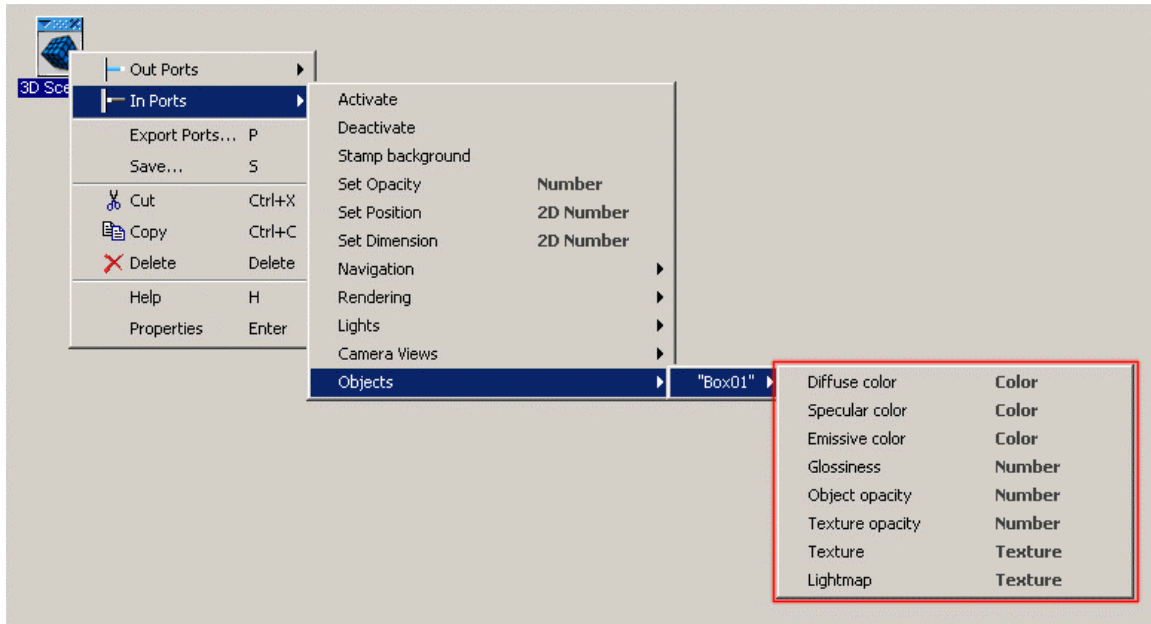 3D Sce
Out Ports
In Ports
Export Ports... P
Save... S
Cut Ctrl+X
Copy Ctrl+C
Delete Delete
Help H
Properties Enter
Activate
Deactivate
Stamp background
Set Opacity Number
Set Position 2D Number
Set Dimension 2D Number
Navigation
Rendering
Lights
Camera Views
Objects
"Box01"
Diffuse color Color
Specular color Color
Emissive color Color
Glossiness Number
Object opacity Number
Texture opacity Number
Texture Texture
Lightmap Texture